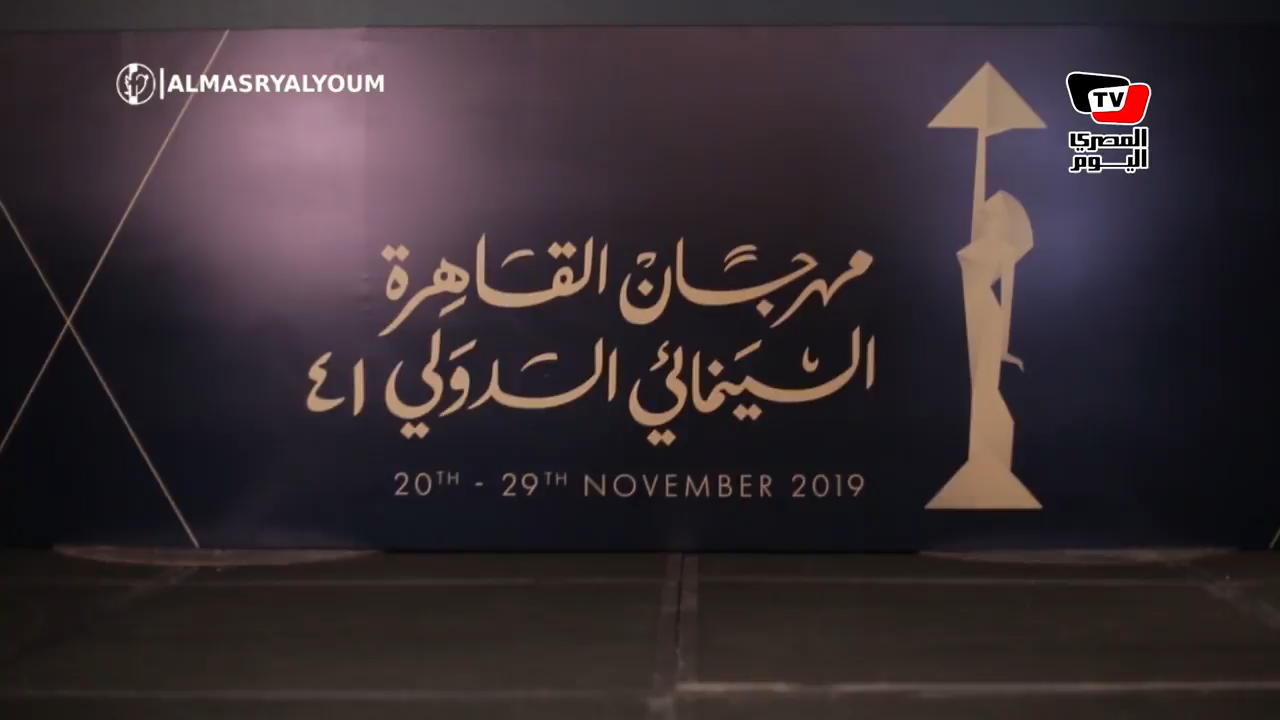 ALMASRYALYOUM
TV
المصري
اليوم
مهرجان القاهرة
السينمائي الدولي ٤١
20TH - 29TH NOVEMBER 2019